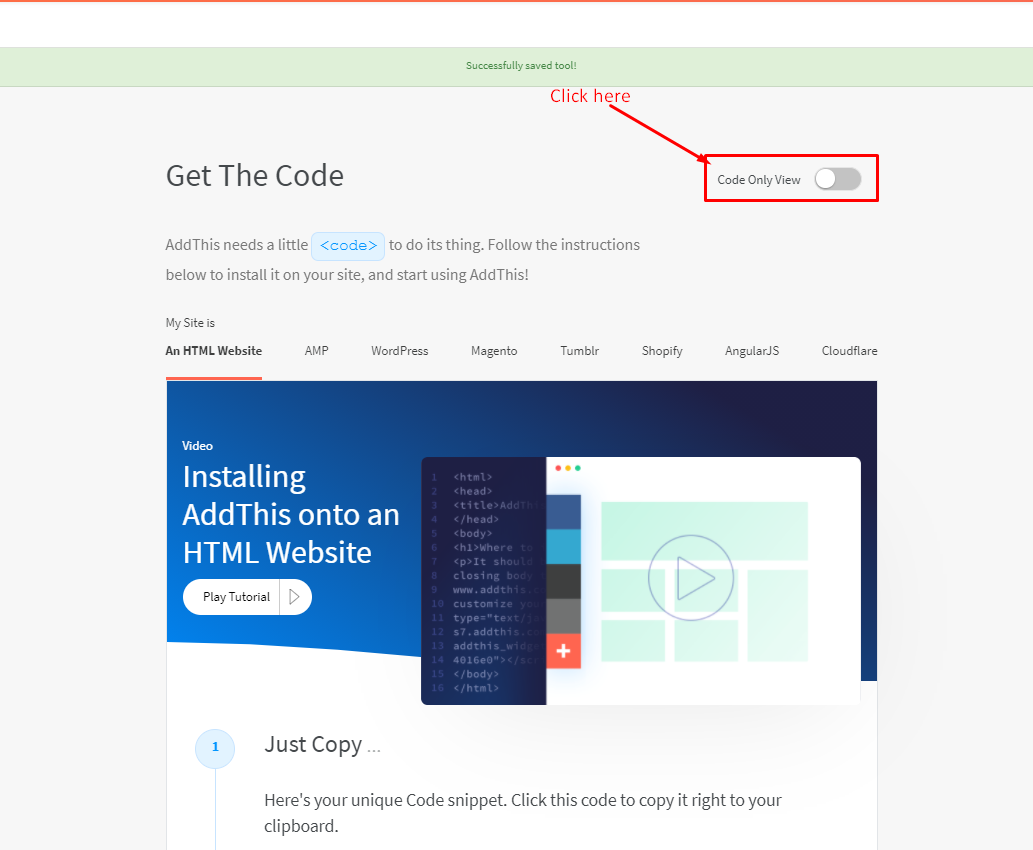 Successfully saved tool!
Click here
Get The Code
Code Only View
AddThis needs a little <code> to do its thing. Follow the instructions
below to install it on your site, and start using AddThis!
My Site is
An HTML Website AMP WordPress Magento Tumblr Shopify AngularJS Cloudflare
Video
Installing
AddThis onto an
HTML Website
Play Tutorial
1 <html>
2 <head>
3 <title>AddTh
4 </head>
5 <body>
6 <h1>Where to
7 <p>It should
8 closing body
9 www.addthis.c
10 customize you
11 type="text/ja
12 s7.addthis.co
13 addthis_widge
14 4016e0"></scr
15 </body>
16 </html>
1
Just Copy ...
Here's your unique Code snippet. Click this code to copy it right to your
clipboard.